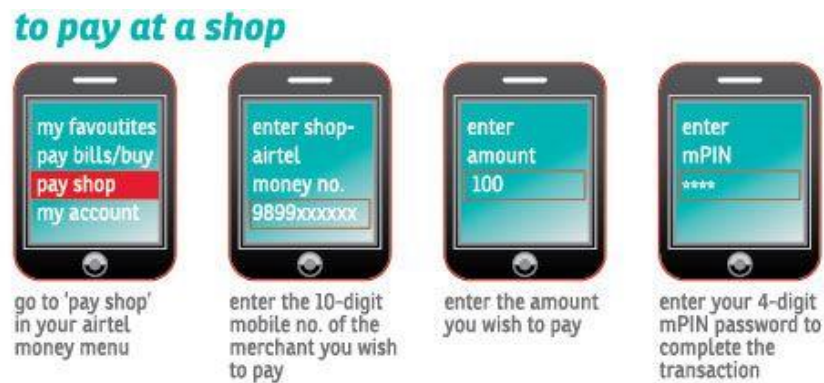 to pay at a shop
my favoutites
pay bills/buy
pay shop
my account
enter shop-
airtel
money no.
9899xxxxxx
enter
amount
100
enter
mPIN
****
go to 'pay shop'
in your airtel
money menu
enter the 10-digit
mobile no. of the
merchant you wish
to pay
enter the amount
you wish to pay
enter your 4-digit
mPIN password to
complete the
transaction